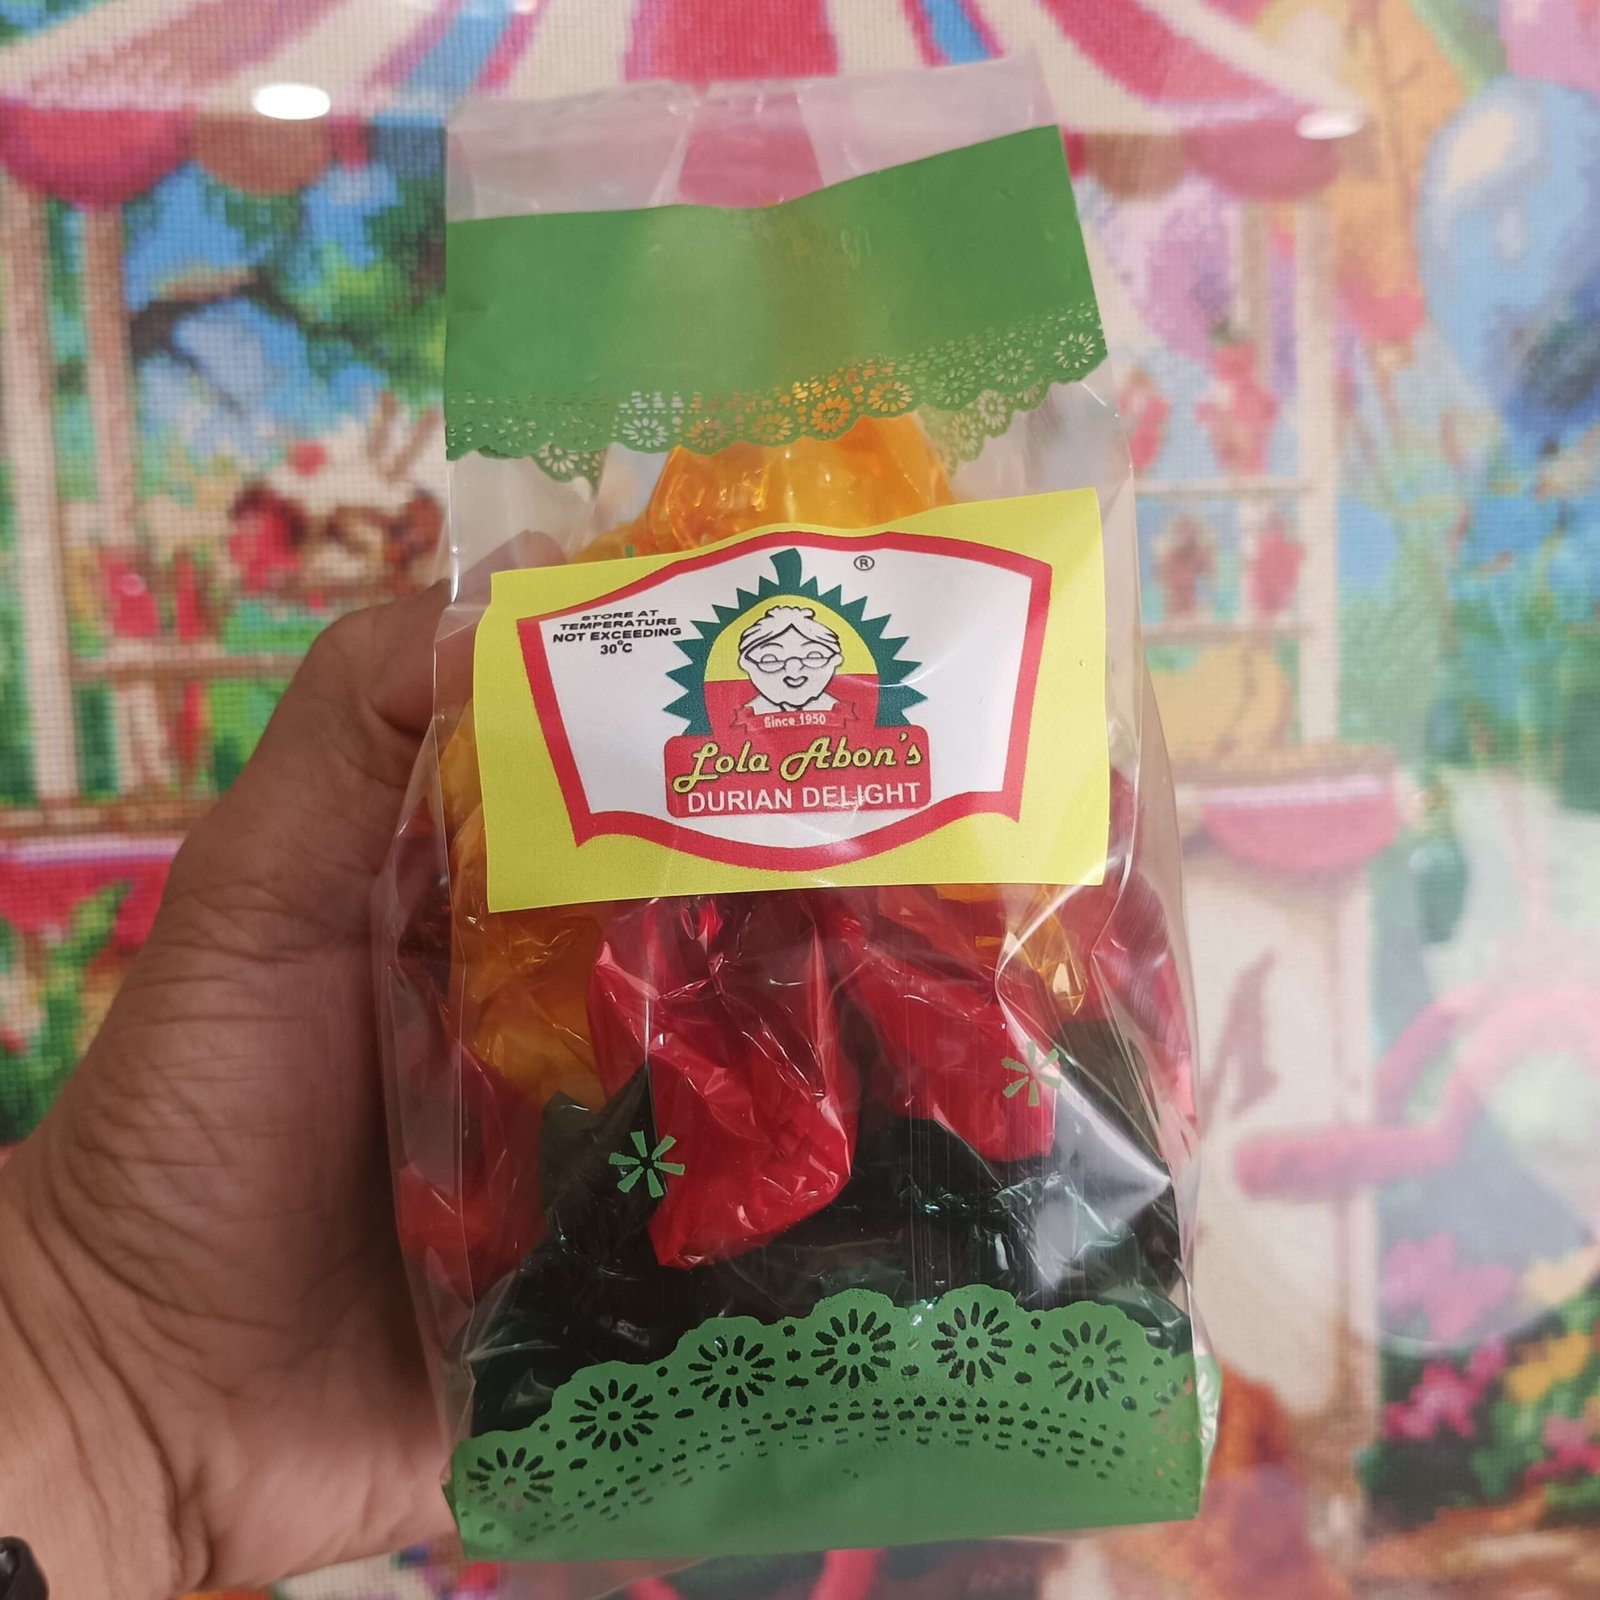 STORE AT
TEMPERATURE
NOT EXCEEDING
30°C
®
Since 1950
Lola Abon's
DURIAN DELIGHT